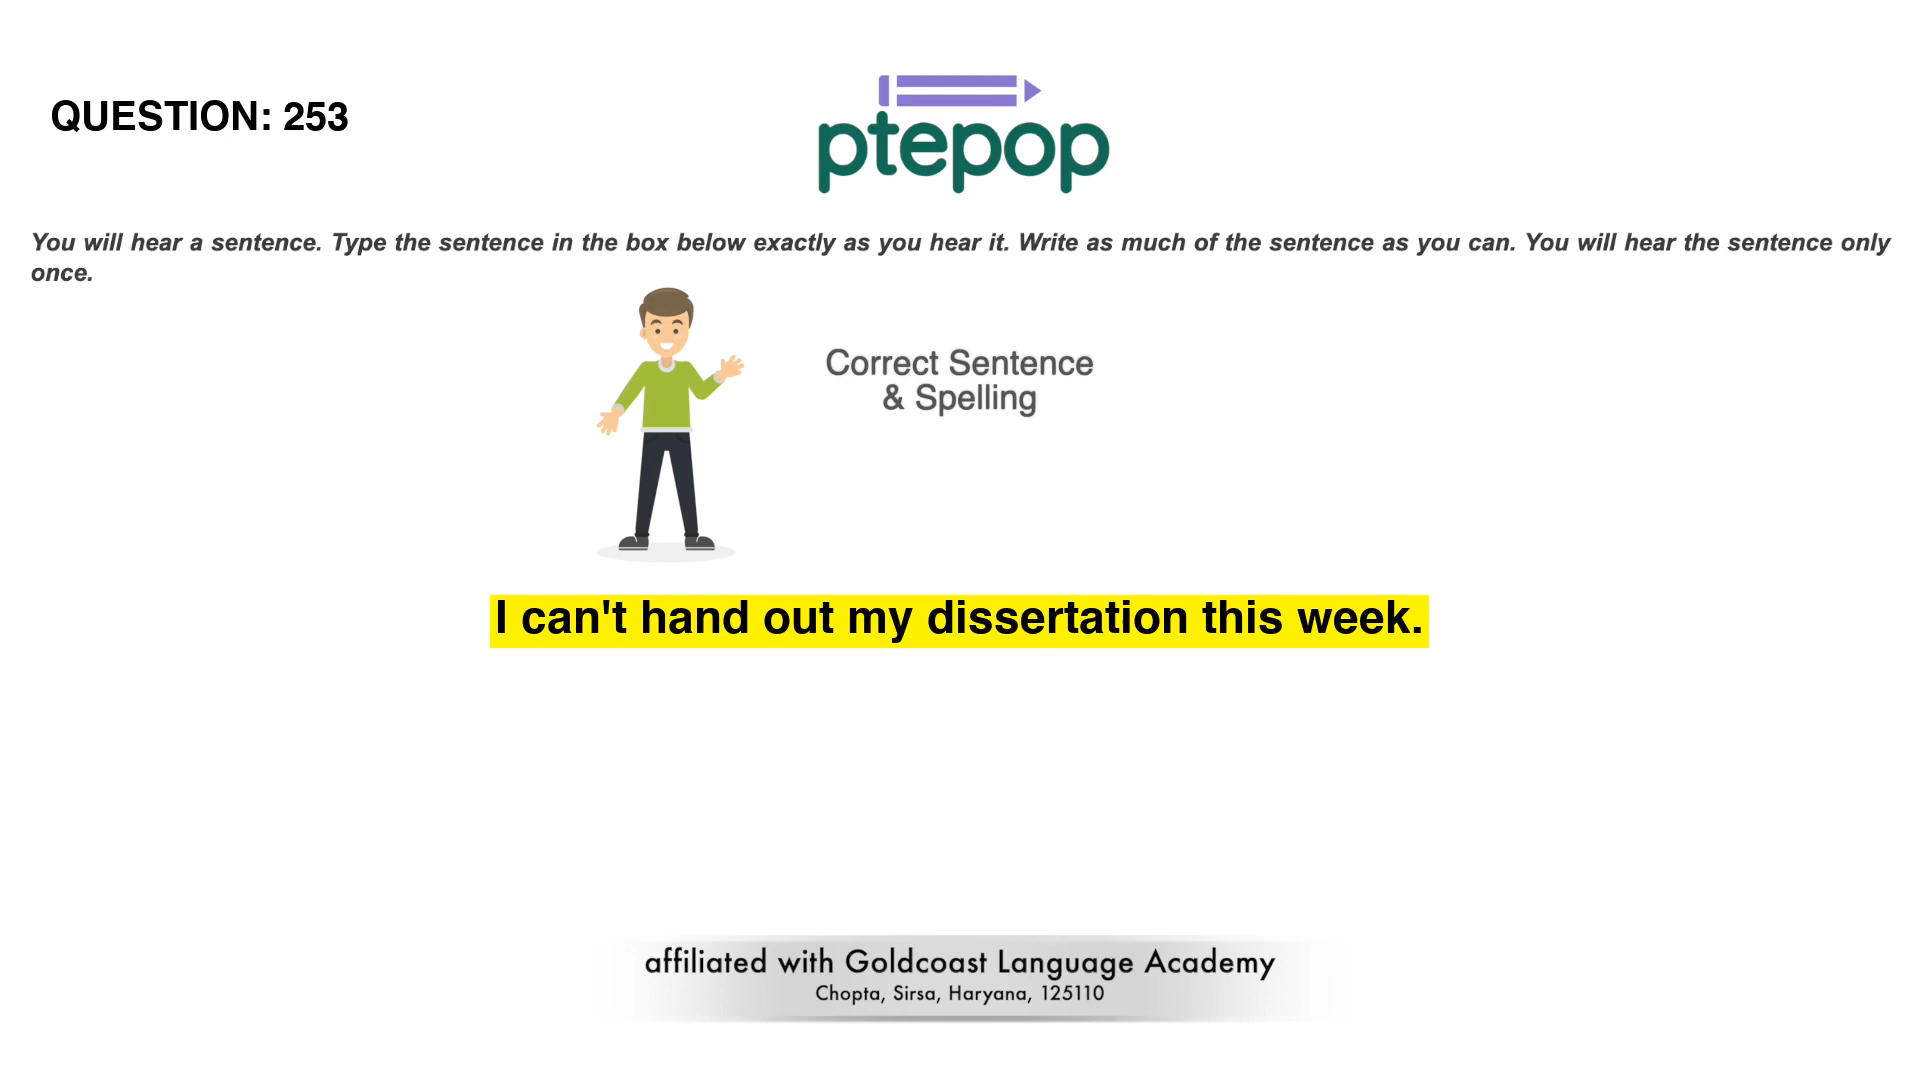 QUESTION: 253
ptepop
You will hear a sentence. Type the sentence in the box below exactly as you hear it. Write as much of the sentence as you can. You will hear the sentence only
once.
Correct Sentence
& Spelling
I can't hand out my dissertation this week.
affiliated with Goldcoast Language Academy
Chopta, Sirsa, Haryana, 125110